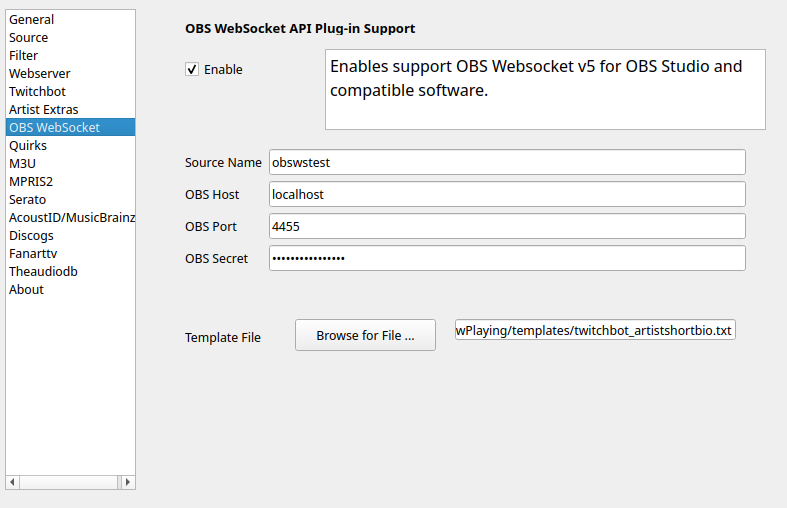 General
Source
Filter
Webserver
Twitchbot
Artist Extras
OBS WebSocket
Quirks
M3U
MPRIS2
Serato
AcoustID/MusicBrainz
Discogs
Fanarttv
Theaudiodb
About
OBS WebSocket API Plug-in Support
Enable
Enables support OBS Websocket v5 for OBS Studio and
compatible software.
Source Name obswstest
OBS Host localhost
OBS Port 4455
OBS Secret ••••••••••••••••
Template File Browse for File ... wPlaying/templates/twitchbot_artistshortbio.txt